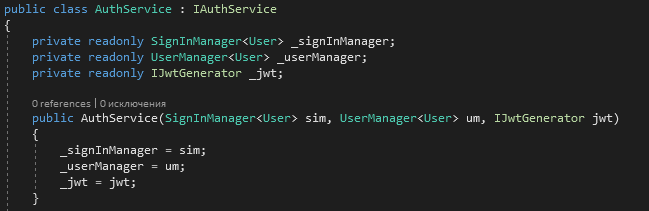 public class AuthService : IAuthService
{
private readonly SignInManager<User> _signInManager;
private readonly UserManager<User> _userManager;
private readonly IJwtGenerator _jwt;
0 references | 0 исключения
public AuthService(SignInManager<User> sim, UserManager<User> um, IJwtGenerator jwt)
{
_signInManager = sim;
_userManager = um;
_jwt = jwt;
}